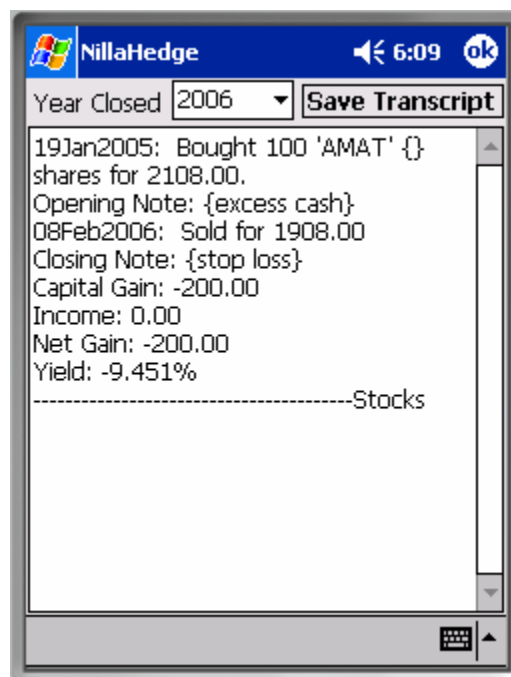 NillaHedge 6:09 ok
Year Closed 2006 Save Transcript
19Jan2005:  Bought 100 'AMAT' {}
shares for 2108.00.
Opening Note: {excess cash}
08Feb2006:  Sold for 1908.00
Closing Note: {stop loss}
Capital Gain: -200.00
Income: 0.00
Net Gain: -200.00
Yield: -9.451%
----------------------------------------Stocks